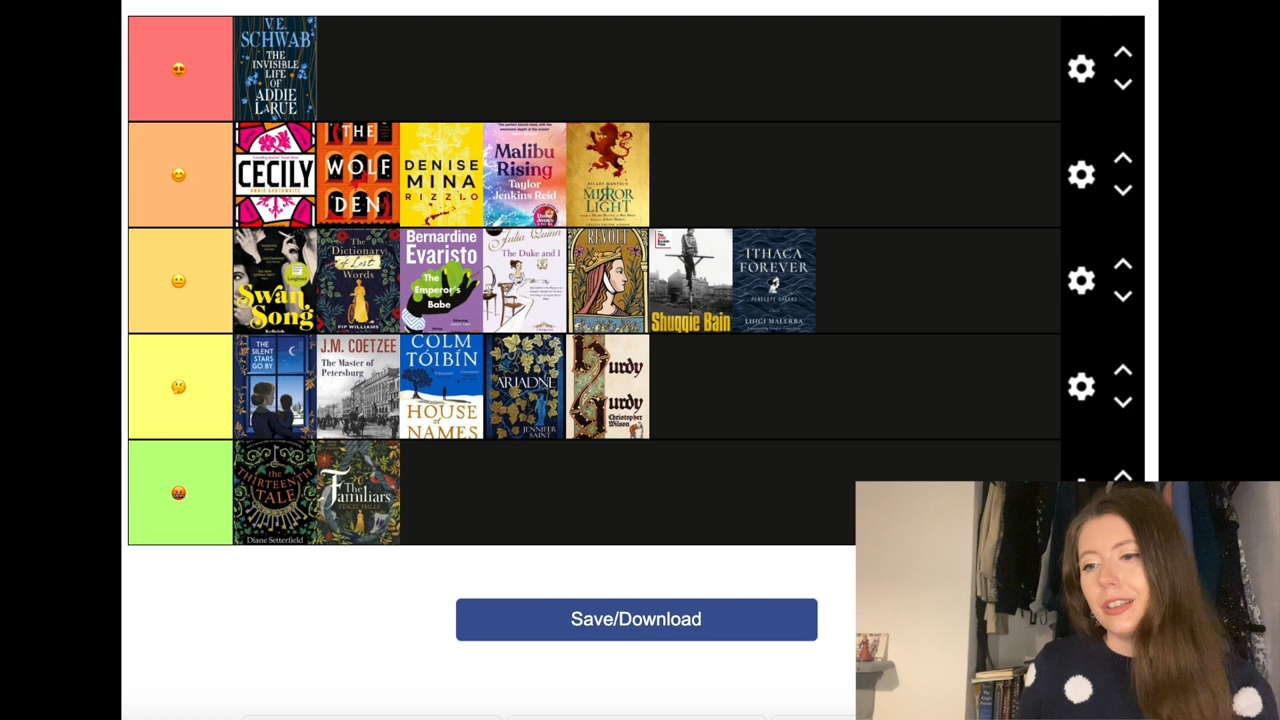 V.E.
SCHWAB
THE
INVISIBLE
LIFE
OF
ADDIE
LARUE
CECILY
ANNIE GARTHWAITE
THE
WOLF
DEN
DENISE
MINA
RIZZIO
Malibu
Rising
Taylor
Jenkins Reid
HILARY MANTEL'S
THE
MIRROR
LIGHT
Swan
Song
The
Dictionary
of Lost
Words
PIP WILLIAMS
Bernardine
Evaristo
The
Emperor's
Babe
Julia Quinn
The Duke and I
REVOLT
Shuggie Bain
ITHACA
FOREVER
PENELOPE SPEAKS
LUIGI MALERBA
THE
SILENT
STARS
GO BY
J.M. COETZEE
The Master of
Petersburg
COLM
TÓIBÍN
HOUSE
of
NAMES
ARIADNE
JENNIFER
SAINT
Hurdy
Gurdy
Christopher
Wilson
the
THIRTEENTH
TALE
Diane Setterfield
The
Familiars
STACEY HALLS
Save/Download